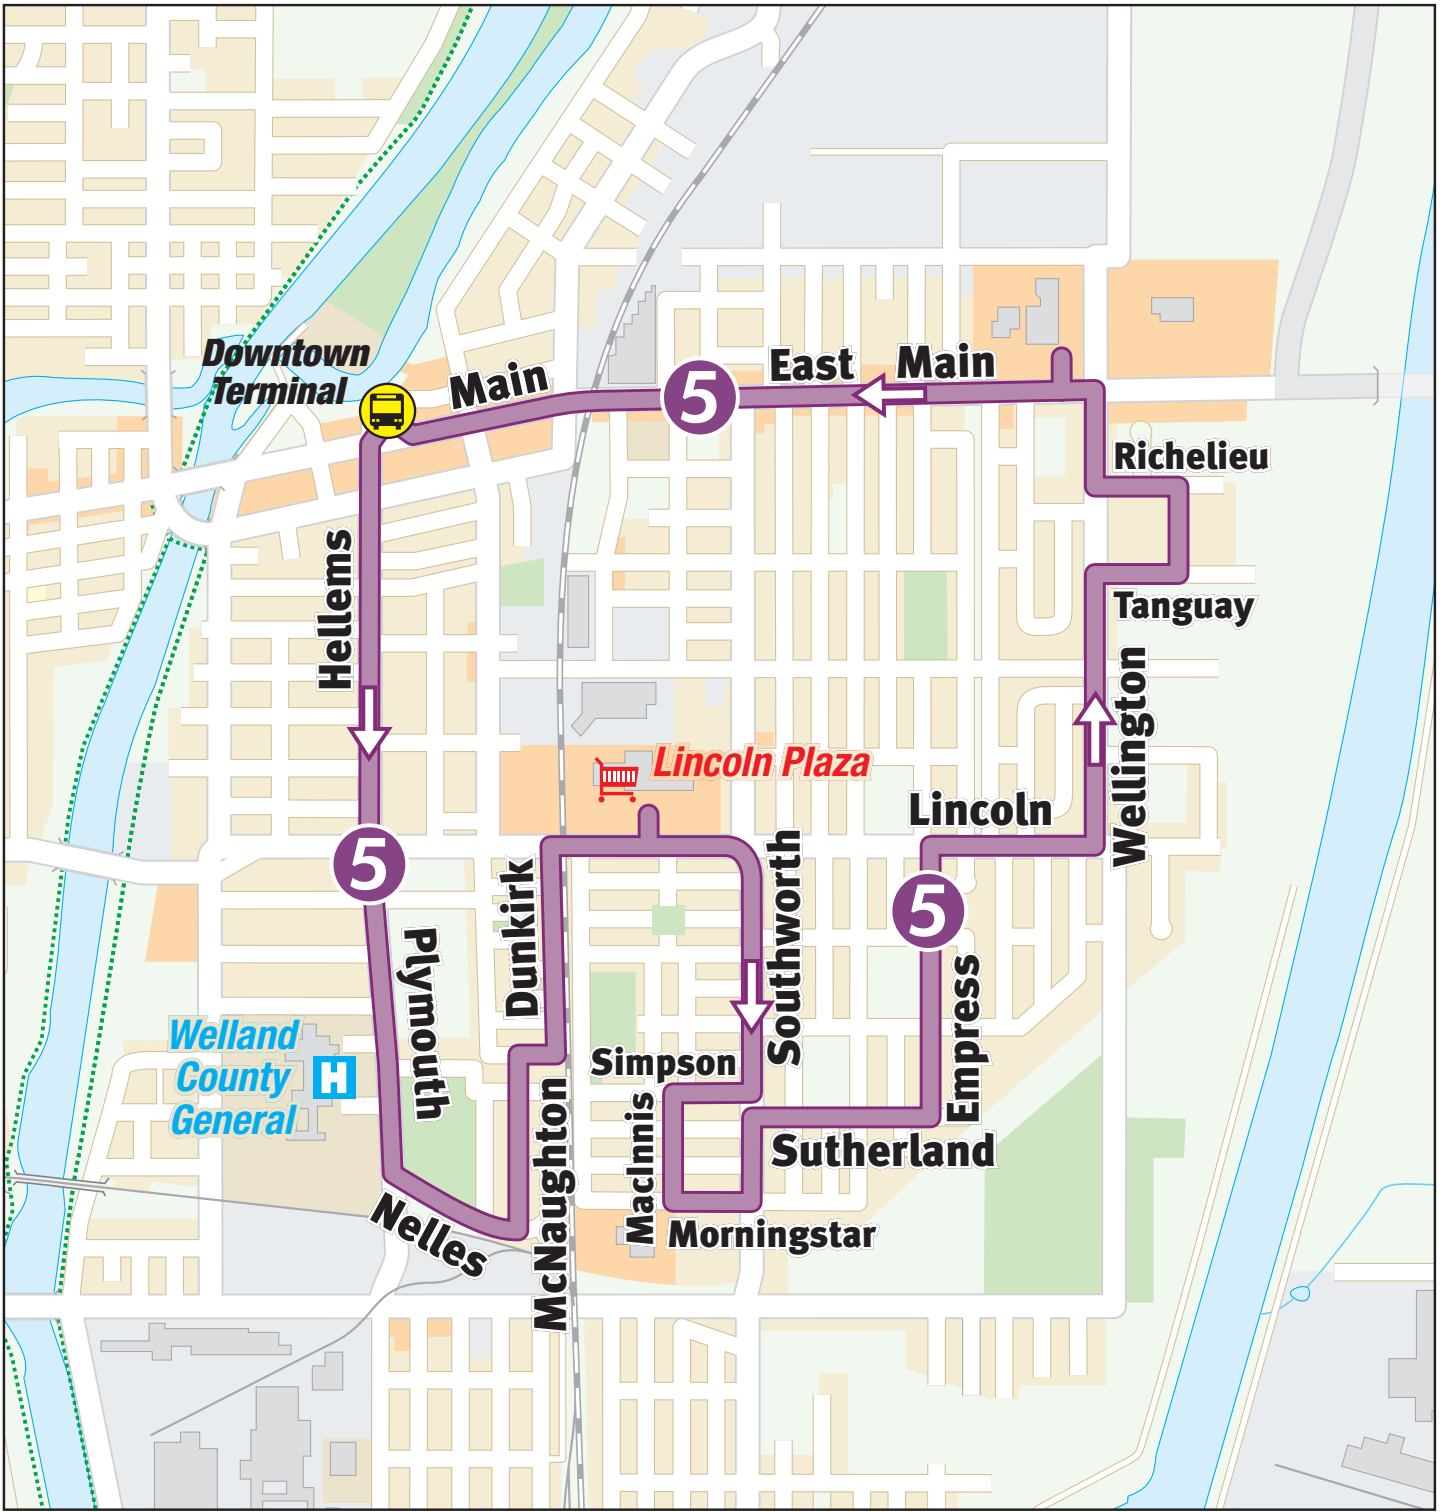 Downtown
Terminal
Main
5
East
Main
Richelieu
Hellems
Tanguay
Wellington
Lincoln Plaza
Lincoln
5
Dunkirk
Southworth
5
Plymouth
Empress
Welland
County
General
H
Simpson
MacInnis
McNaughton
Sutherland
Nelles
Morningstar